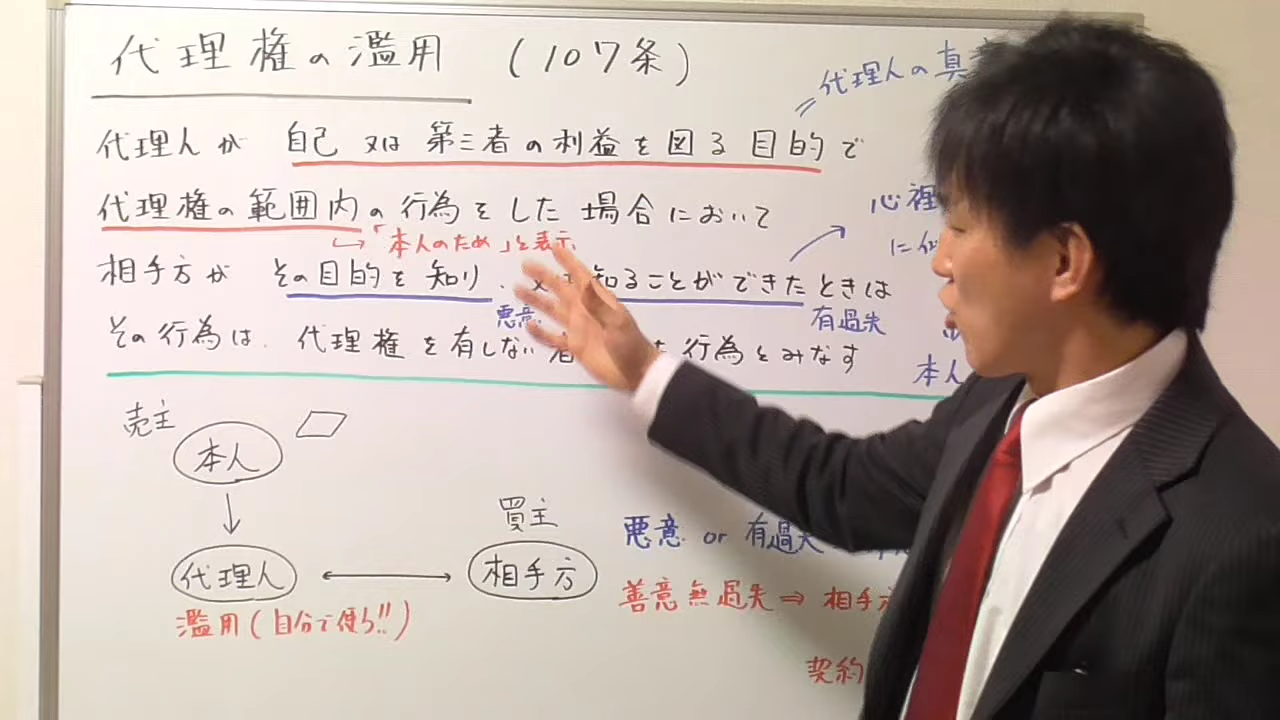 代理権の濫用 (107条)
代理人の真
代理人が 自己 又は 第三者の利益を図る目的で
代理権の範囲内の行為をした場合において
心裡
↳「本人のため」と表示
に
相手方が その目的を知り、又は知ることができたときは
悪意
有過失
その行為は、代理権を有しない者 た行為とみなす
本人
売主
本人
買主
代理人 ↔ 相手方
濫用(自分で使う!!)
悪意 or 有過失
善意無過失 ⇒ 相手方
契約